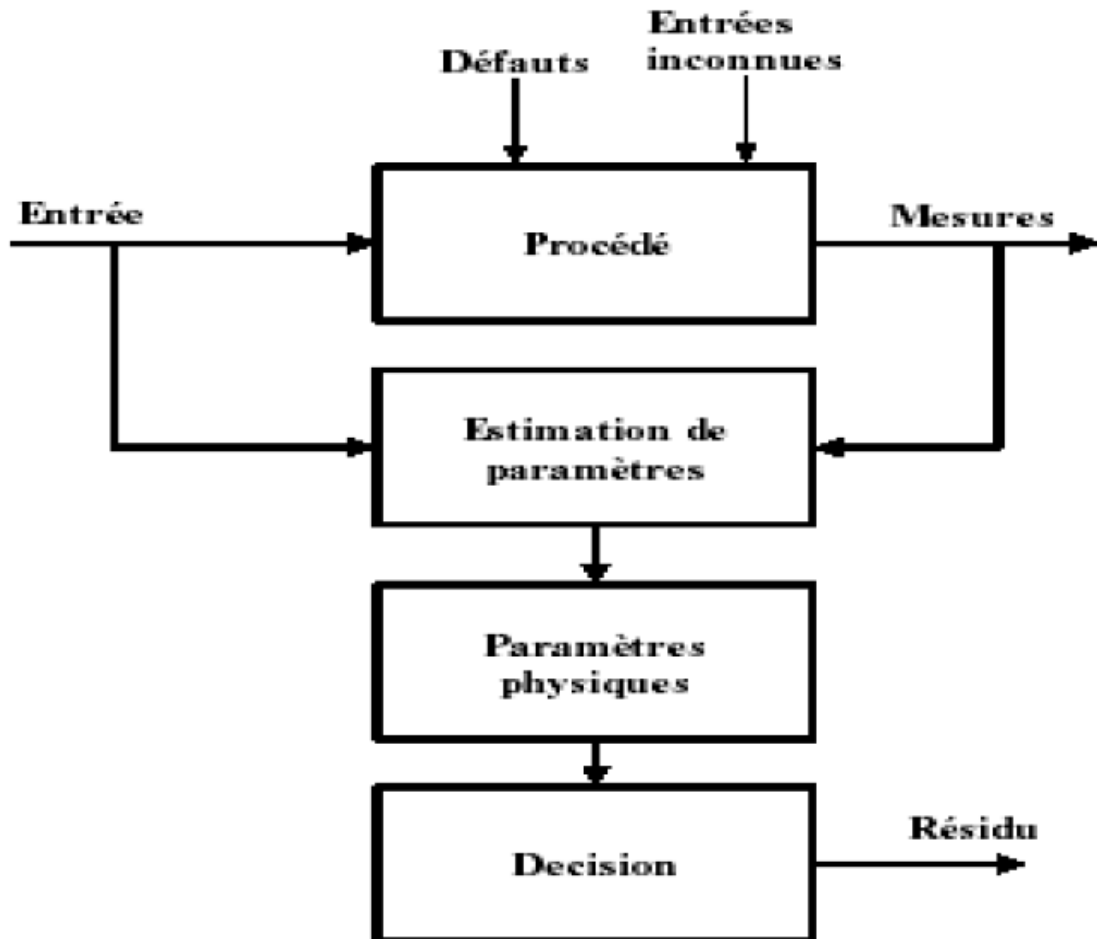 Défauts
Entrées
inconnues
Entrée
Procédé
Mesures
Estimation de
paramètres
Paramètres
physiques
Decision
Résidu